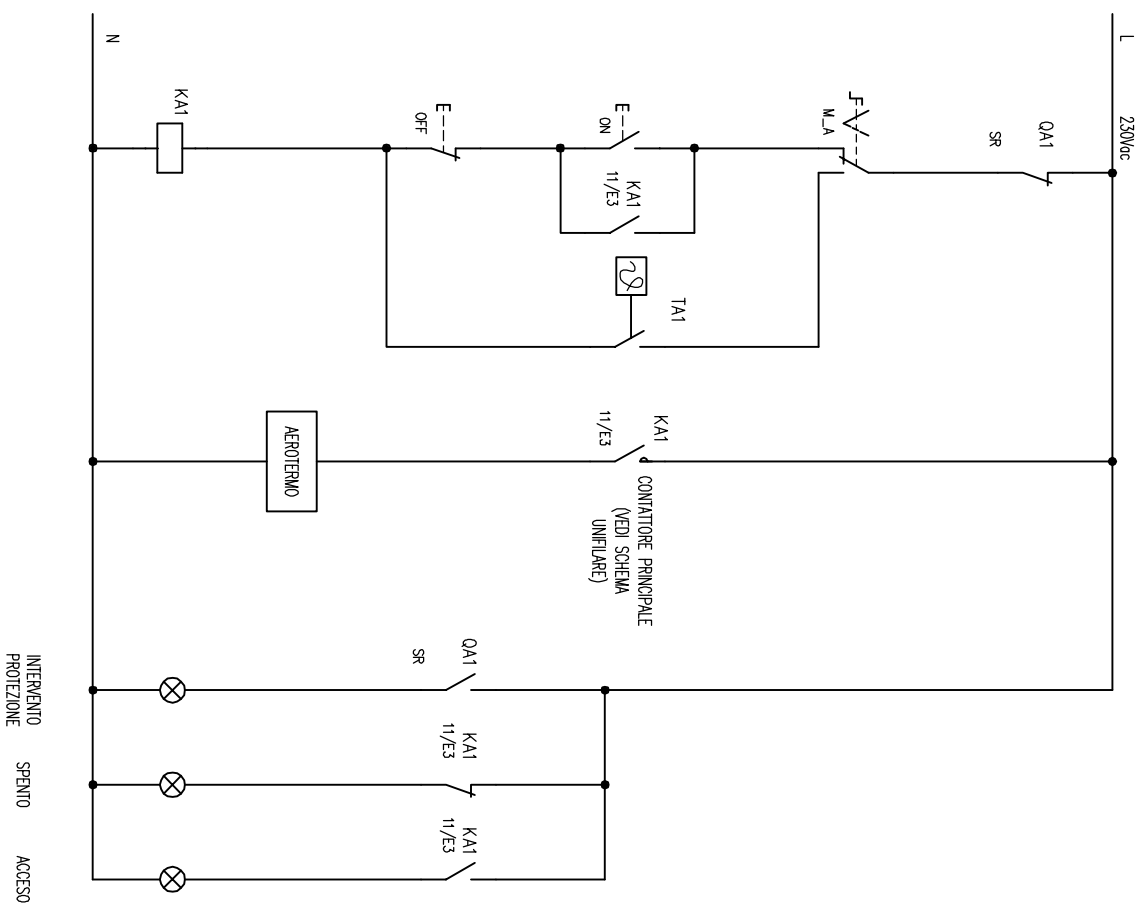 L
230Vac
QA1
SR
M_A
ON
KA1
11/E3
TA1
OFF
KA1
N
KA1
11/E3
CONTATTORE PRINCIPALE
(VEDI SCHEMA
UNIFILARE)
AEROTERMO
QA1
SR
KA1
11/E3
KA1
11/E3
INTERVENTO
PROTEZIONE
SPENTO
ACCESO